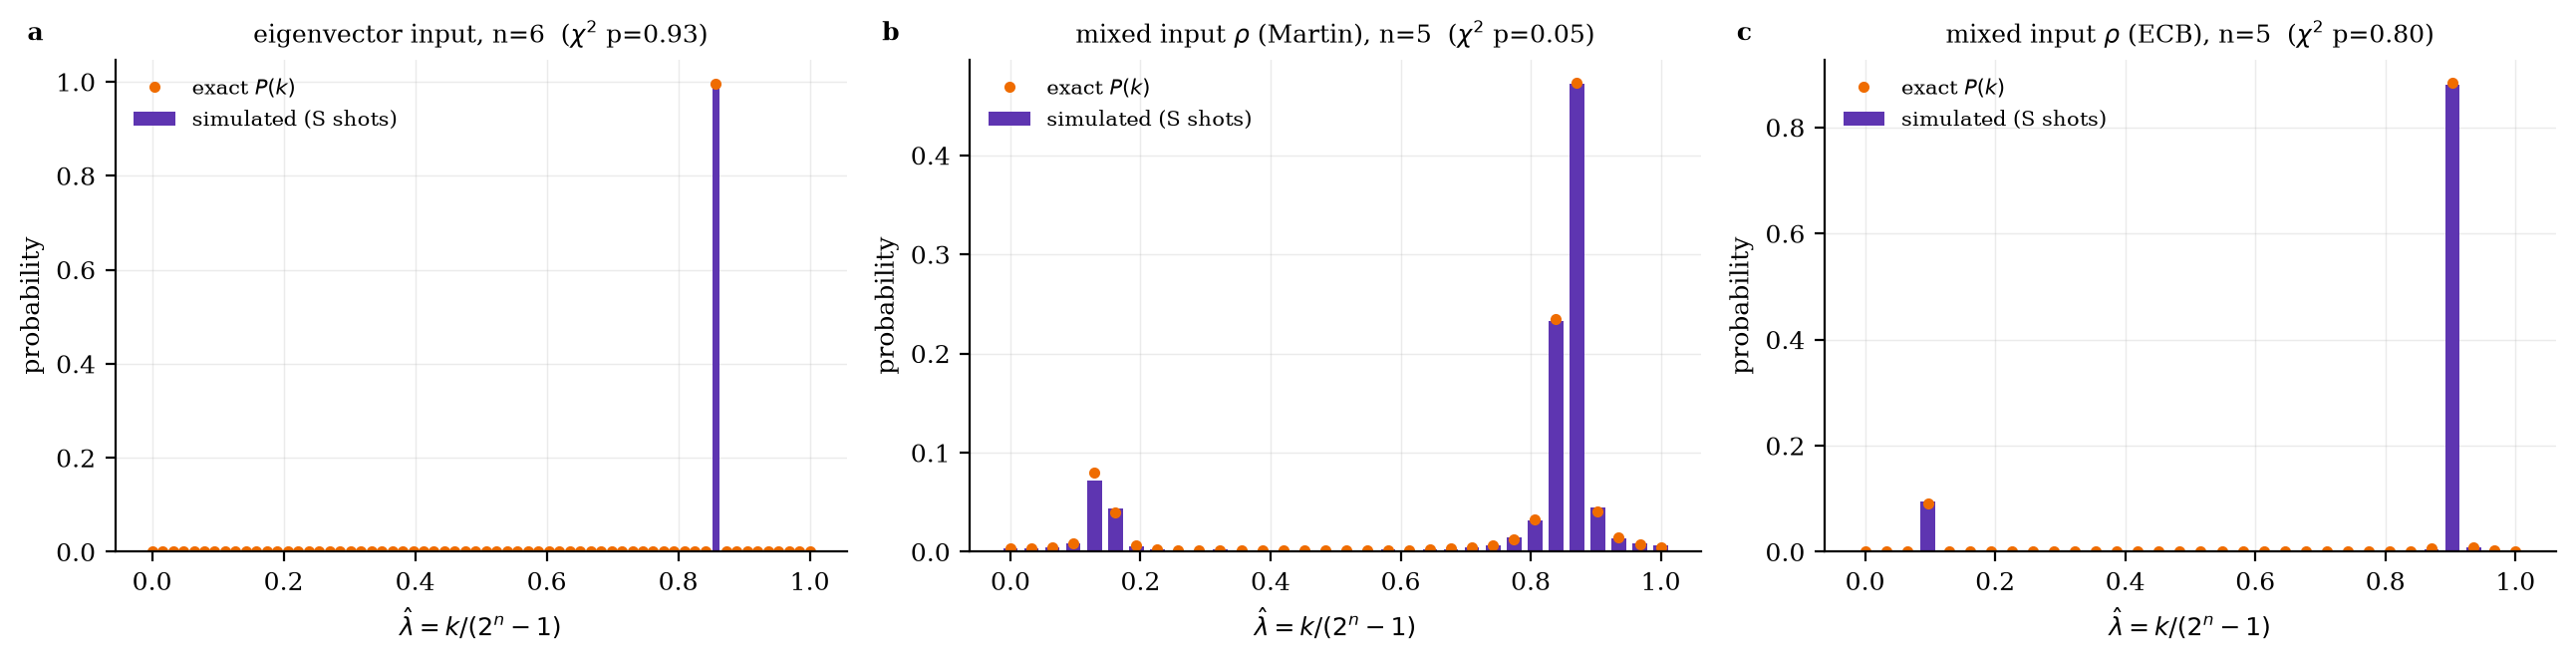 a
eigenvector input, n=6 (χ² p=0.93)
exact P(k)
simulated (S shots)
probability
1.0
0.8
0.6
0.4
0.2
0.0
0.0 0.2 0.4 0.6 0.8 1.0
λ̂ = k/(2ⁿ − 1)
b
mixed input ρ (Martin), n=5 (χ² p=0.05)
exact P(k)
simulated (S shots)
probability
0.4
0.3
0.2
0.1
0.0
0.0 0.2 0.4 0.6 0.8 1.0
λ̂ = k/(2ⁿ − 1)
c
mixed input ρ (ECB), n=5 (χ² p=0.80)
exact P(k)
simulated (S shots)
probability
0.8
0.6
0.4
0.2
0.0
0.0 0.2 0.4 0.6 0.8 1.0
λ̂ = k/(2ⁿ − 1)